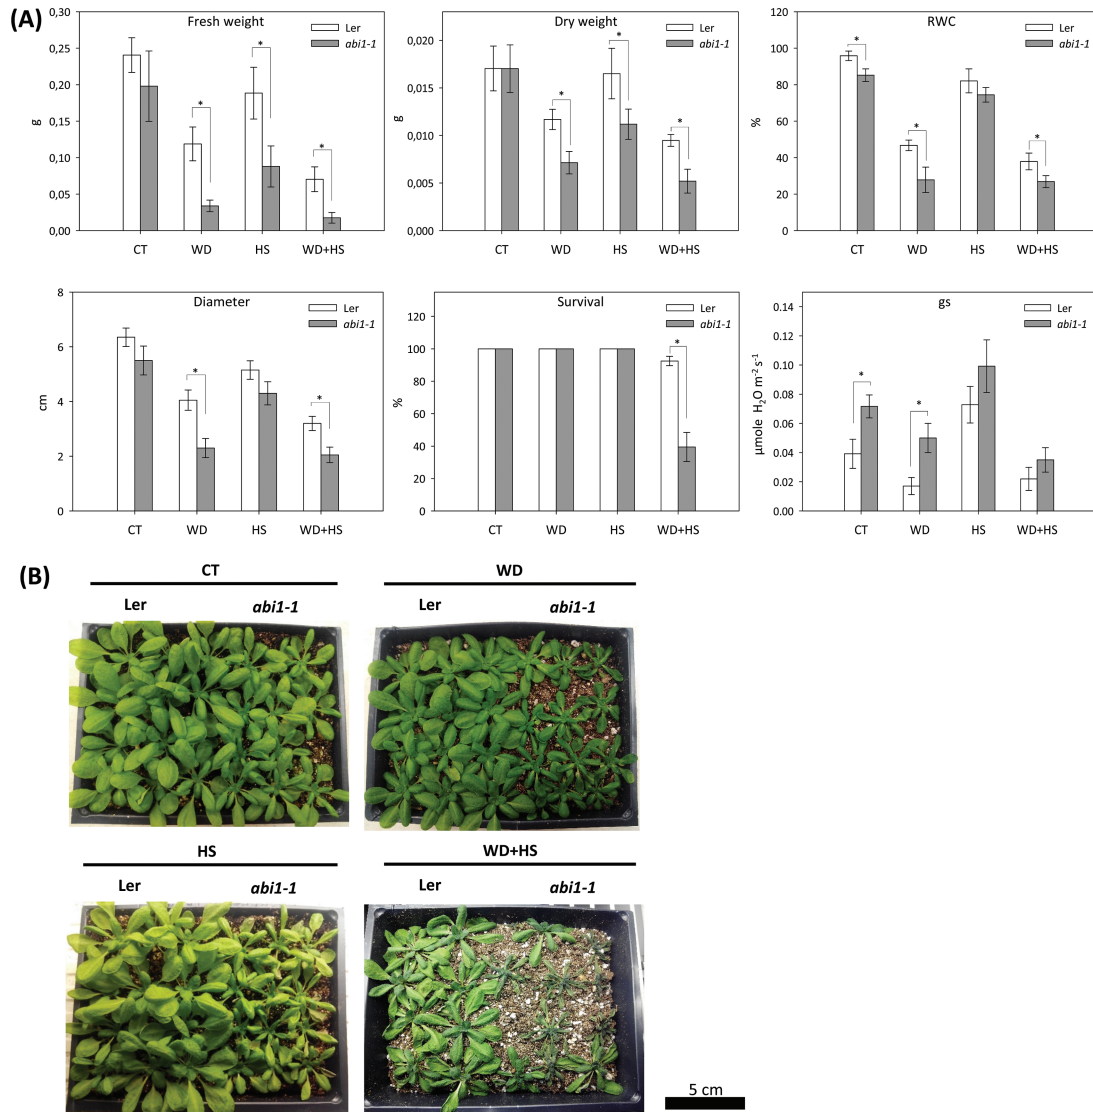 (A)
Fresh weight
Ler
abi1-1
0,30
0,25
0,20
0,15
0,10
0,05
0,00
g
*
*
*
CT
WD
HS
WD+HS
Dry weight
Ler
abi1-1
0,020
0,015
0,010
0,005
0,000
g
*
*
*
CT
WD
HS
WD+HS
RWC
Ler
abi1-1
120
100
80
60
40
20
0
%
*
*
*
CT
WD
HS
WD+HS
Diameter
Ler
abi1-1
8
6
4
2
0
cm
*
*
CT
WD
HS
WD+HS
Survival
Ler
abi1-1
120
100
80
60
40
20
0
%
*
CT
WD
HS
WD+HS
gs
Ler
abi1-1
0.14
0.12
0.10
0.08
0.06
0.04
0.02
0.00
µmole H₂O m⁻² s⁻¹
*
*
CT
WD
HS
WD+HS
(B)
CT
Ler abi1-1
WD
Ler abi1-1
HS
Ler abi1-1
WD+HS
Ler abi1-1
5 cm